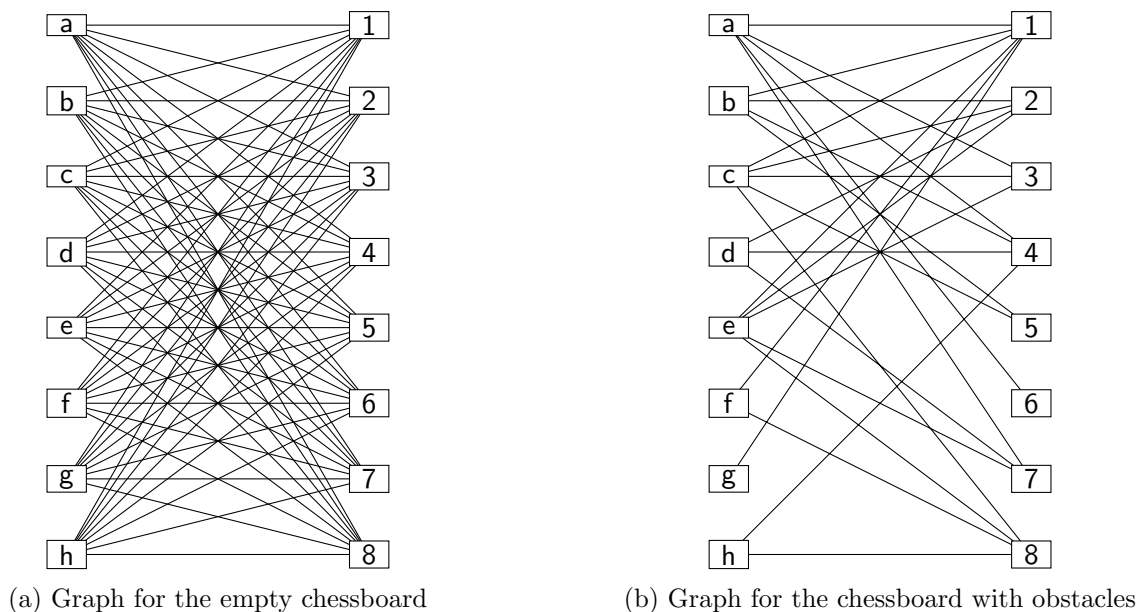 a 1 a 1
b 2 b 2
c 3 c 3
d 4 d 4
e 5 e 5
f 6 f 6
g 7 g 7
h 8 h 8
(a) Graph for the empty chessboard
(b) Graph for the chessboard with obstacles